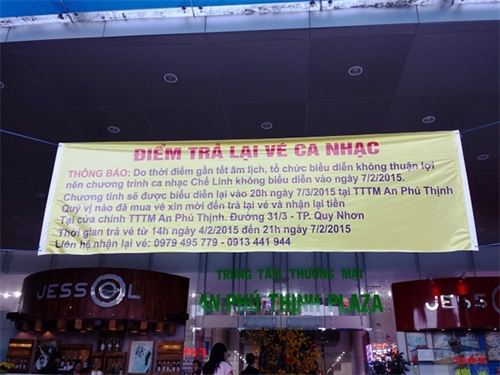 ĐIỂM TRẢ LẠI VÉ CA NHẠC
THÔNG BÁO: Do thời điểm gần tết âm lịch, tổ chức biểu diễn không thuận lợi
nên chương trình ca nhạc Chế Linh không biểu diễn vào ngày 7/2/2015.
Chương tình sẽ được biểu diễn lại vào 20h ngày 7/3/2015 tại TTTM An Phú Thịnh
Quý vị nào đã mua vé xin mời đến trả lại vé và nhận lại tiền
Tại cửa chính TTTM An Phú Thịnh. Đường 31/3 - TP. Quy Nhơn
Thời gian trả vé từ 14h ngày 4/2/2015 đến 21h ngày 7/2/2015
Liên hệ nhận lại vé: 0979 495 779 - 0913 441 944
TRUNG TÂM THƯƠNG MẠI
AN PHÚ THỊNH PLAZA
JESSOL
JESSOL